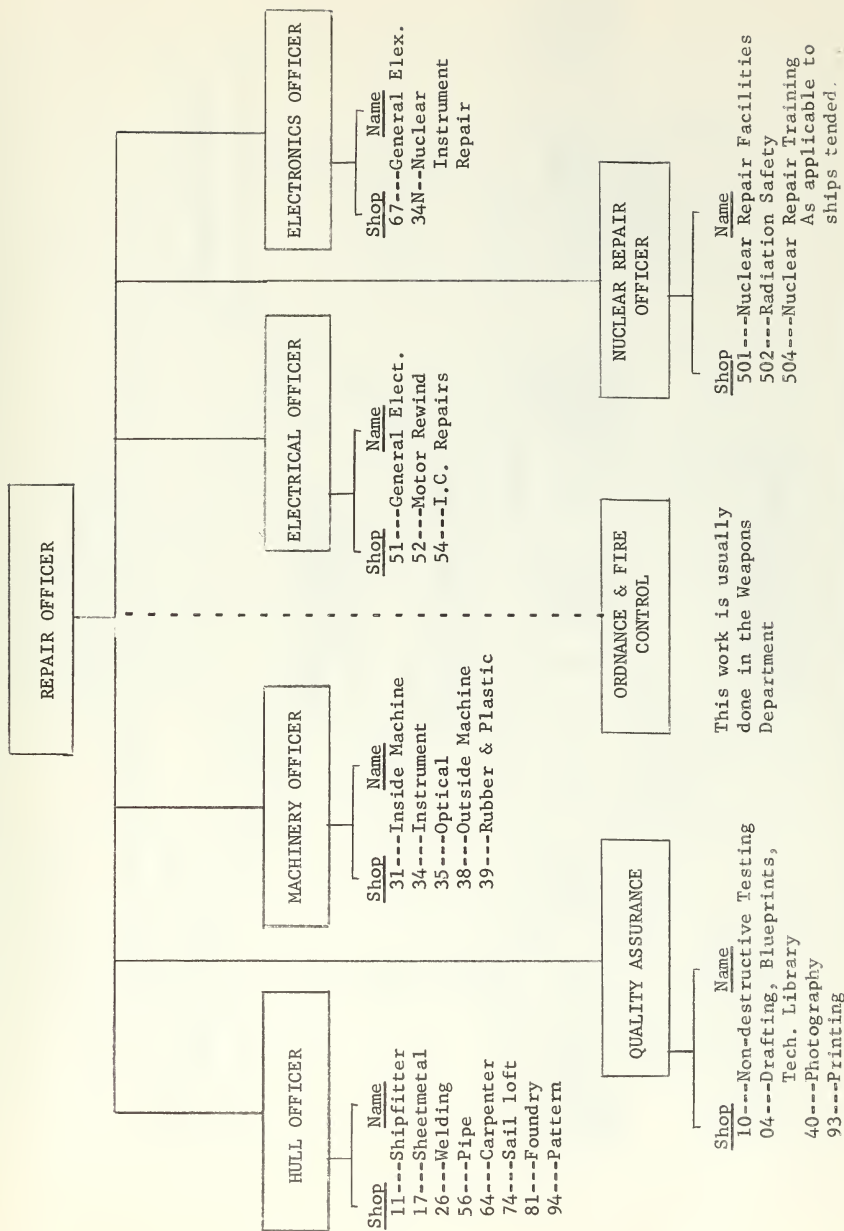 REPAIR OFFICER
HULL OFFICER
Shop Name
11---Shipfitter
17---Sheetmetal
26---Welding
56---Pipe
64---Carpenter
74---Sail loft
81---Foundry
94---Pattern
MACHINERY OFFICER
Shop Name
31---Inside Machine
34---Instrument
35---Optical
38---Outside Machine
39---Rubber & Plastic
ELECTRICAL OFFICER
Shop Name
51---General Elect.
52---Motor Rewind
54---I.C. Repairs
ELECTRONICS OFFICER
Shop Name
67---General Elex.
34N--Nuclear
Instrument
Repair
QUALITY ASSURANCE
Shop Name
10---Non-destructive Testing
04---Drafting, Blueprints,
Tech. Library
40---Photography
93---Printing
ORDNANCE & FIRE
CONTROL
This work is usually
done in the Weapons
Department
NUCLEAR REPAIR
OFFICER
Shop Name
501---Nuclear Repair Facilities
502---Radiation Safety
504---Nuclear Repair Training
As applicable to
ships tended.